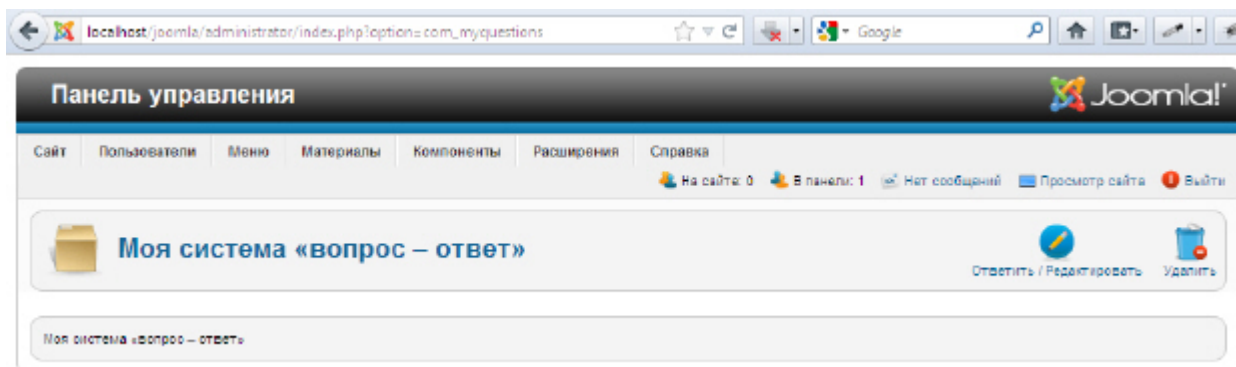 localhost/joomla/administrator/index.php?option=com_myquestions Google
Панель управления Joomla!
Сайт Пользователи Меню Материалы Компоненты Расширения Справка
На сайте: 0 В панели: 1 Нет сообщений Просмотр сайта Выйти
Моя система «вопрос – ответ»
Ответить / Редактировать Удалить
Моя система «вопрос – ответ»